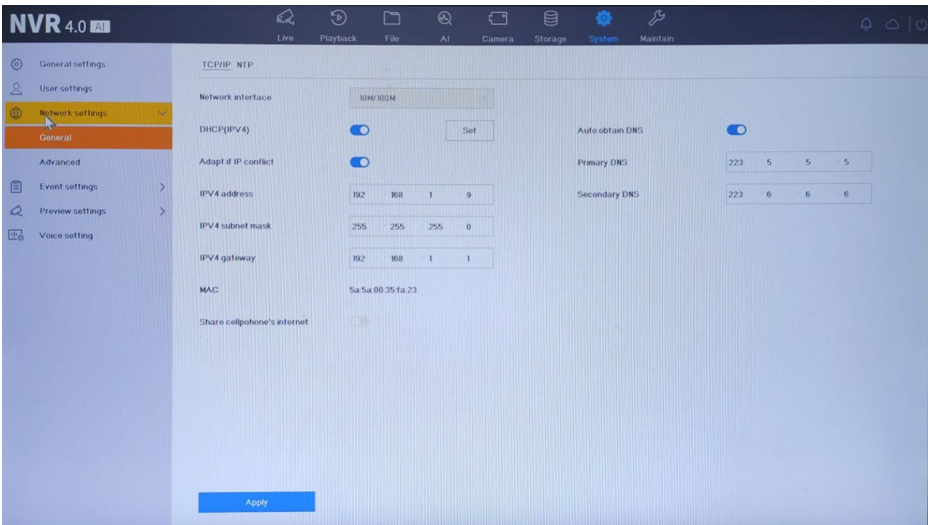 NVR 4.0 AI
Live Playback File AI Camera Storage System Maintain
General settings
User settings
Network settings
General
Advanced
Event settings
Preview settings
Voice setting
TCP/IP NTP
Network interface 10M/100M
DHCP(IPV4) Set Auto obtain DNS
Adapt if IP conflict Primary DNS 223 5 5 5
IPV4 address 192 168 1 9 Secondary DNS 223 6 6 6
IPV4 subnet mask 255 255 255 0
IPV4 gateway 192 168 1 1
MAC 5a:5a:00:35:fa:23
Share cellpohone's internet
Apply